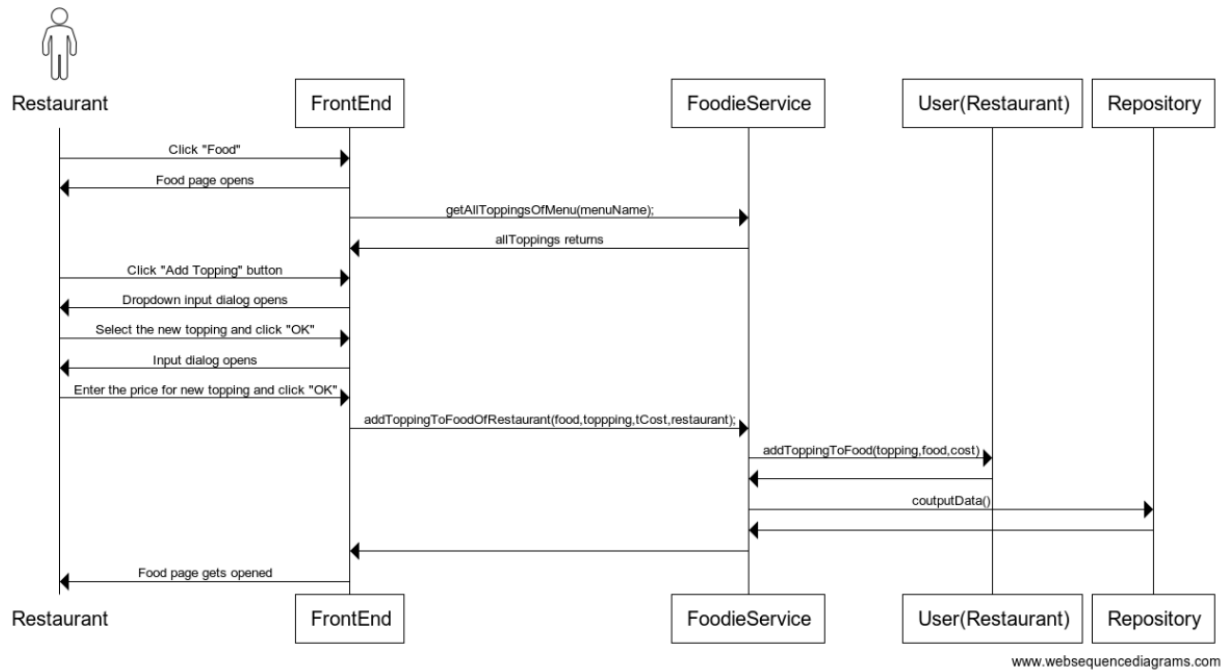 Restaurant
FrontEnd
FoodieService
User(Restaurant)
Repository
Click "Food"
Food page opens
getAllToppingsOfMenu(menuName);
allToppings returns
Click "Add Topping" button
Dropdown input dialog opens
Select the new topping and click "OK"
Input dialog opens
Enter the price for new topping and click "OK"
addToppingToFoodOfRestaurant(food,toppping,tCost,restaurant);
addToppingToFood(topping,food,cost)
coutputData()
Food page gets opened
Restaurant
FrontEnd
FoodieService
User(Restaurant)
Repository
www.websequencediagrams.com